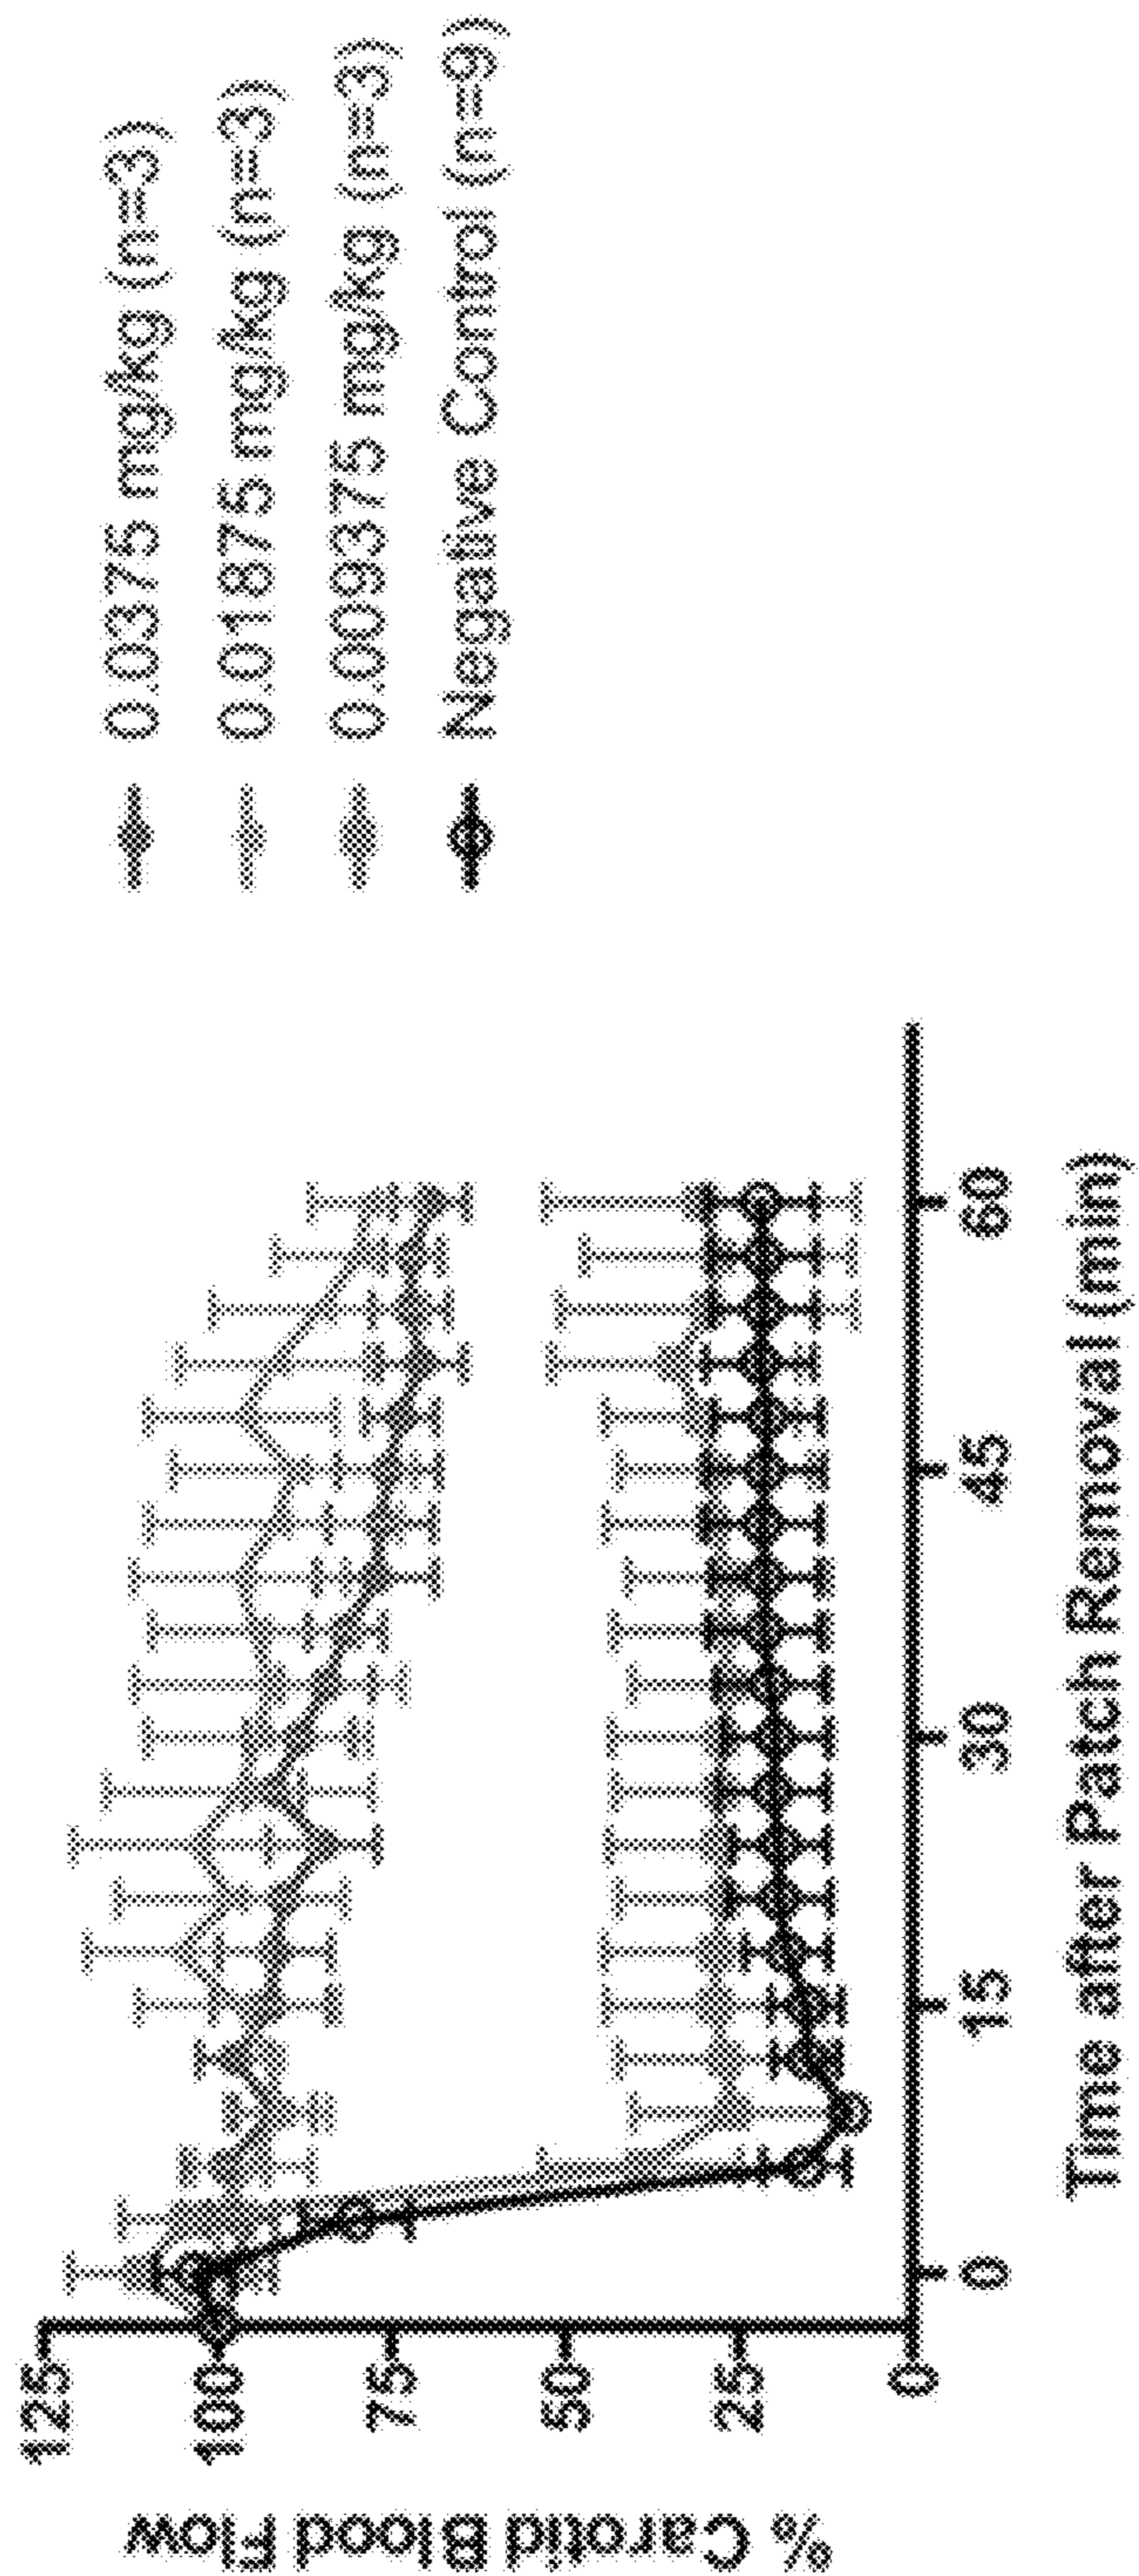 % Carotid Blood Flow
125
100
75
50
25
0
0 15 30 45 60
Time after Patch Removal (min)
0.0375 mg/kg (n=3)
0.01875 mg/kg (n=3)
0.009375 mg/kg (n=3)
Negative Control (n=9)